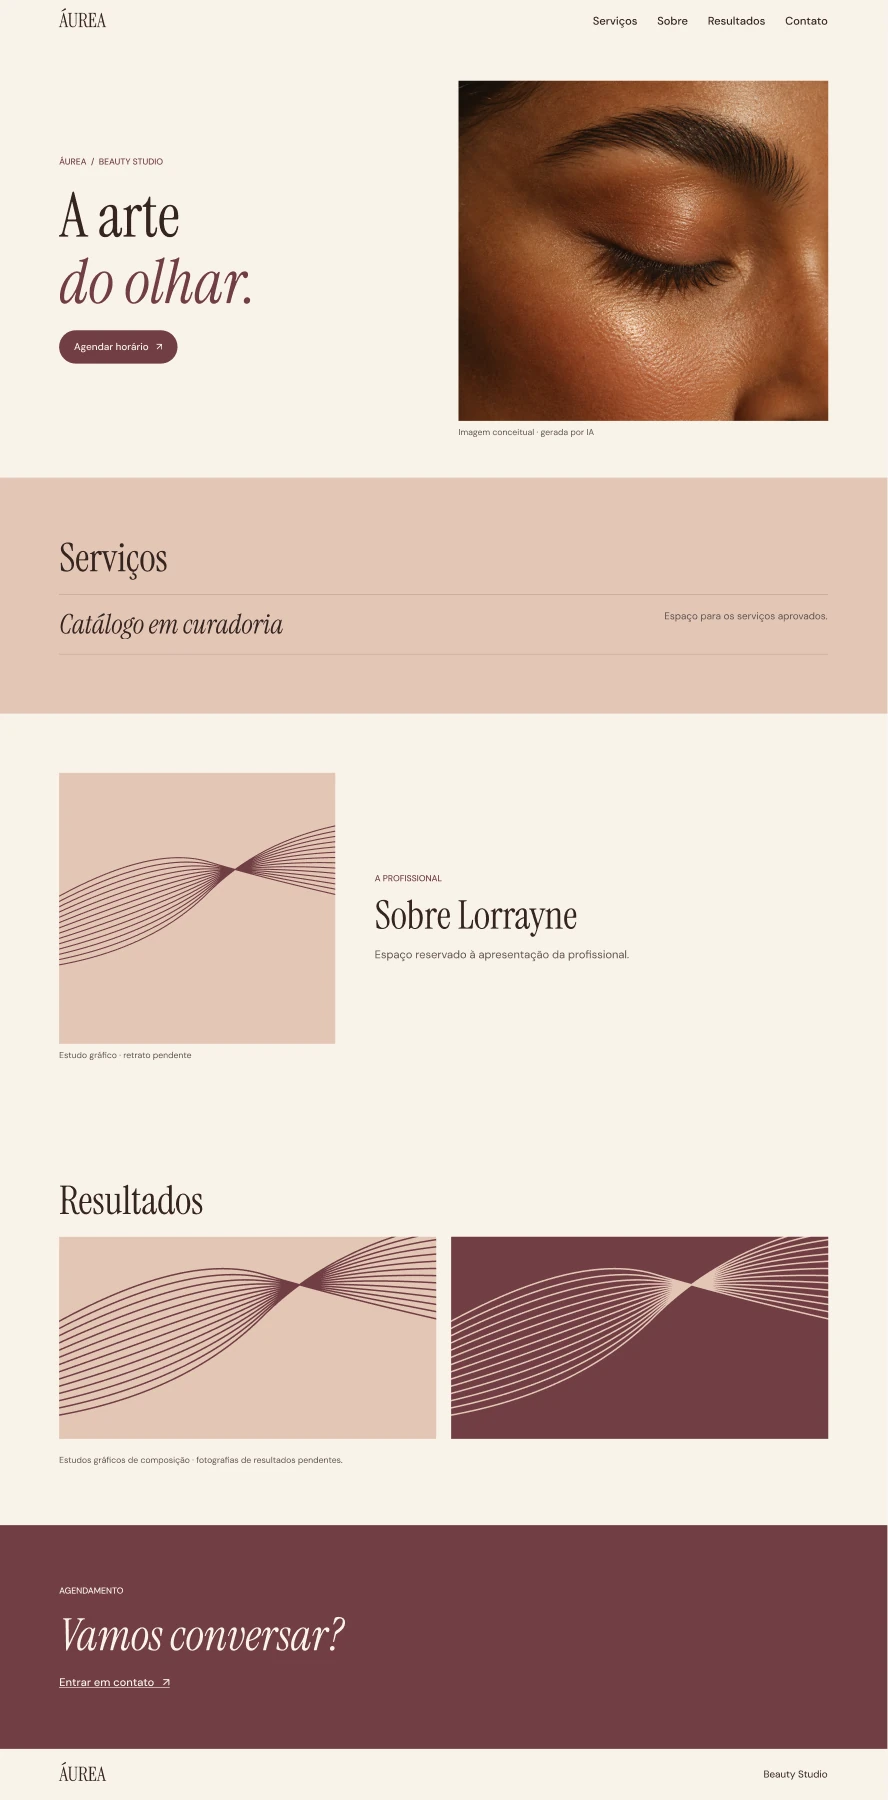 ÁUREA
Serviços Sobre Resultados Contato
ÁUREA / BEAUTY STUDIO
A arte
do olhar.
Agendar horário
Imagem conceitual · gerada por IA
Serviços
Catálogo em curadoria
Espaço para os serviços aprovados.
A PROFISSIONAL
Sobre Lorrayne
Espaço reservado à apresentação da profissional.
Estudo gráfico · retrato pendente
Resultados
Estudos gráficos de composição · fotografias de resultados pendentes.
AGENDAMENTO
Vamos conversar?
Entrar em contato
ÁUREA
Beauty Studio